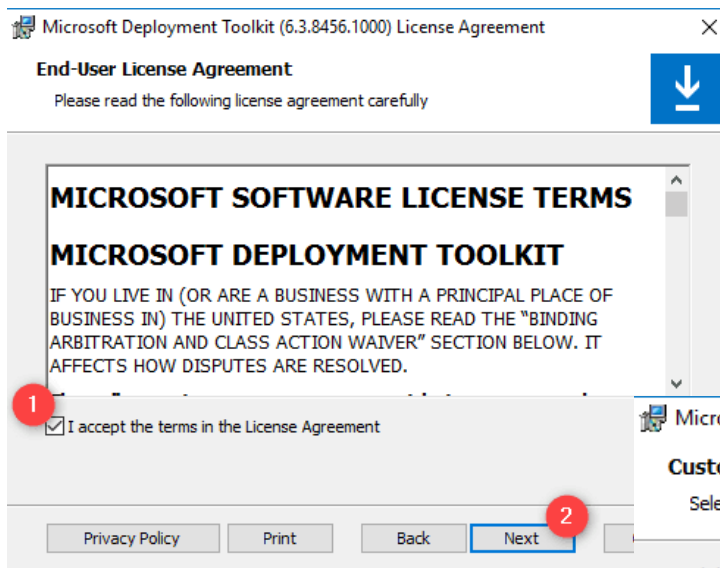 Microsoft Deployment Toolkit (6.3.8456.1000) License Agreement
End-User License Agreement
Please read the following license agreement carefully
MICROSOFT SOFTWARE LICENSE TERMS
MICROSOFT DEPLOYMENT TOOLKIT
IF YOU LIVE IN (OR ARE A BUSINESS WITH A PRINCIPAL PLACE OF
BUSINESS IN) THE UNITED STATES, PLEASE READ THE “BINDING
ARBITRATION AND CLASS ACTION WAIVER” SECTION BELOW. IT
AFFECTS HOW DISPUTES ARE RESOLVED.
1
I accept the terms in the License Agreement
Micro
Custo
Sele
2
Privacy Policy Print Back Next